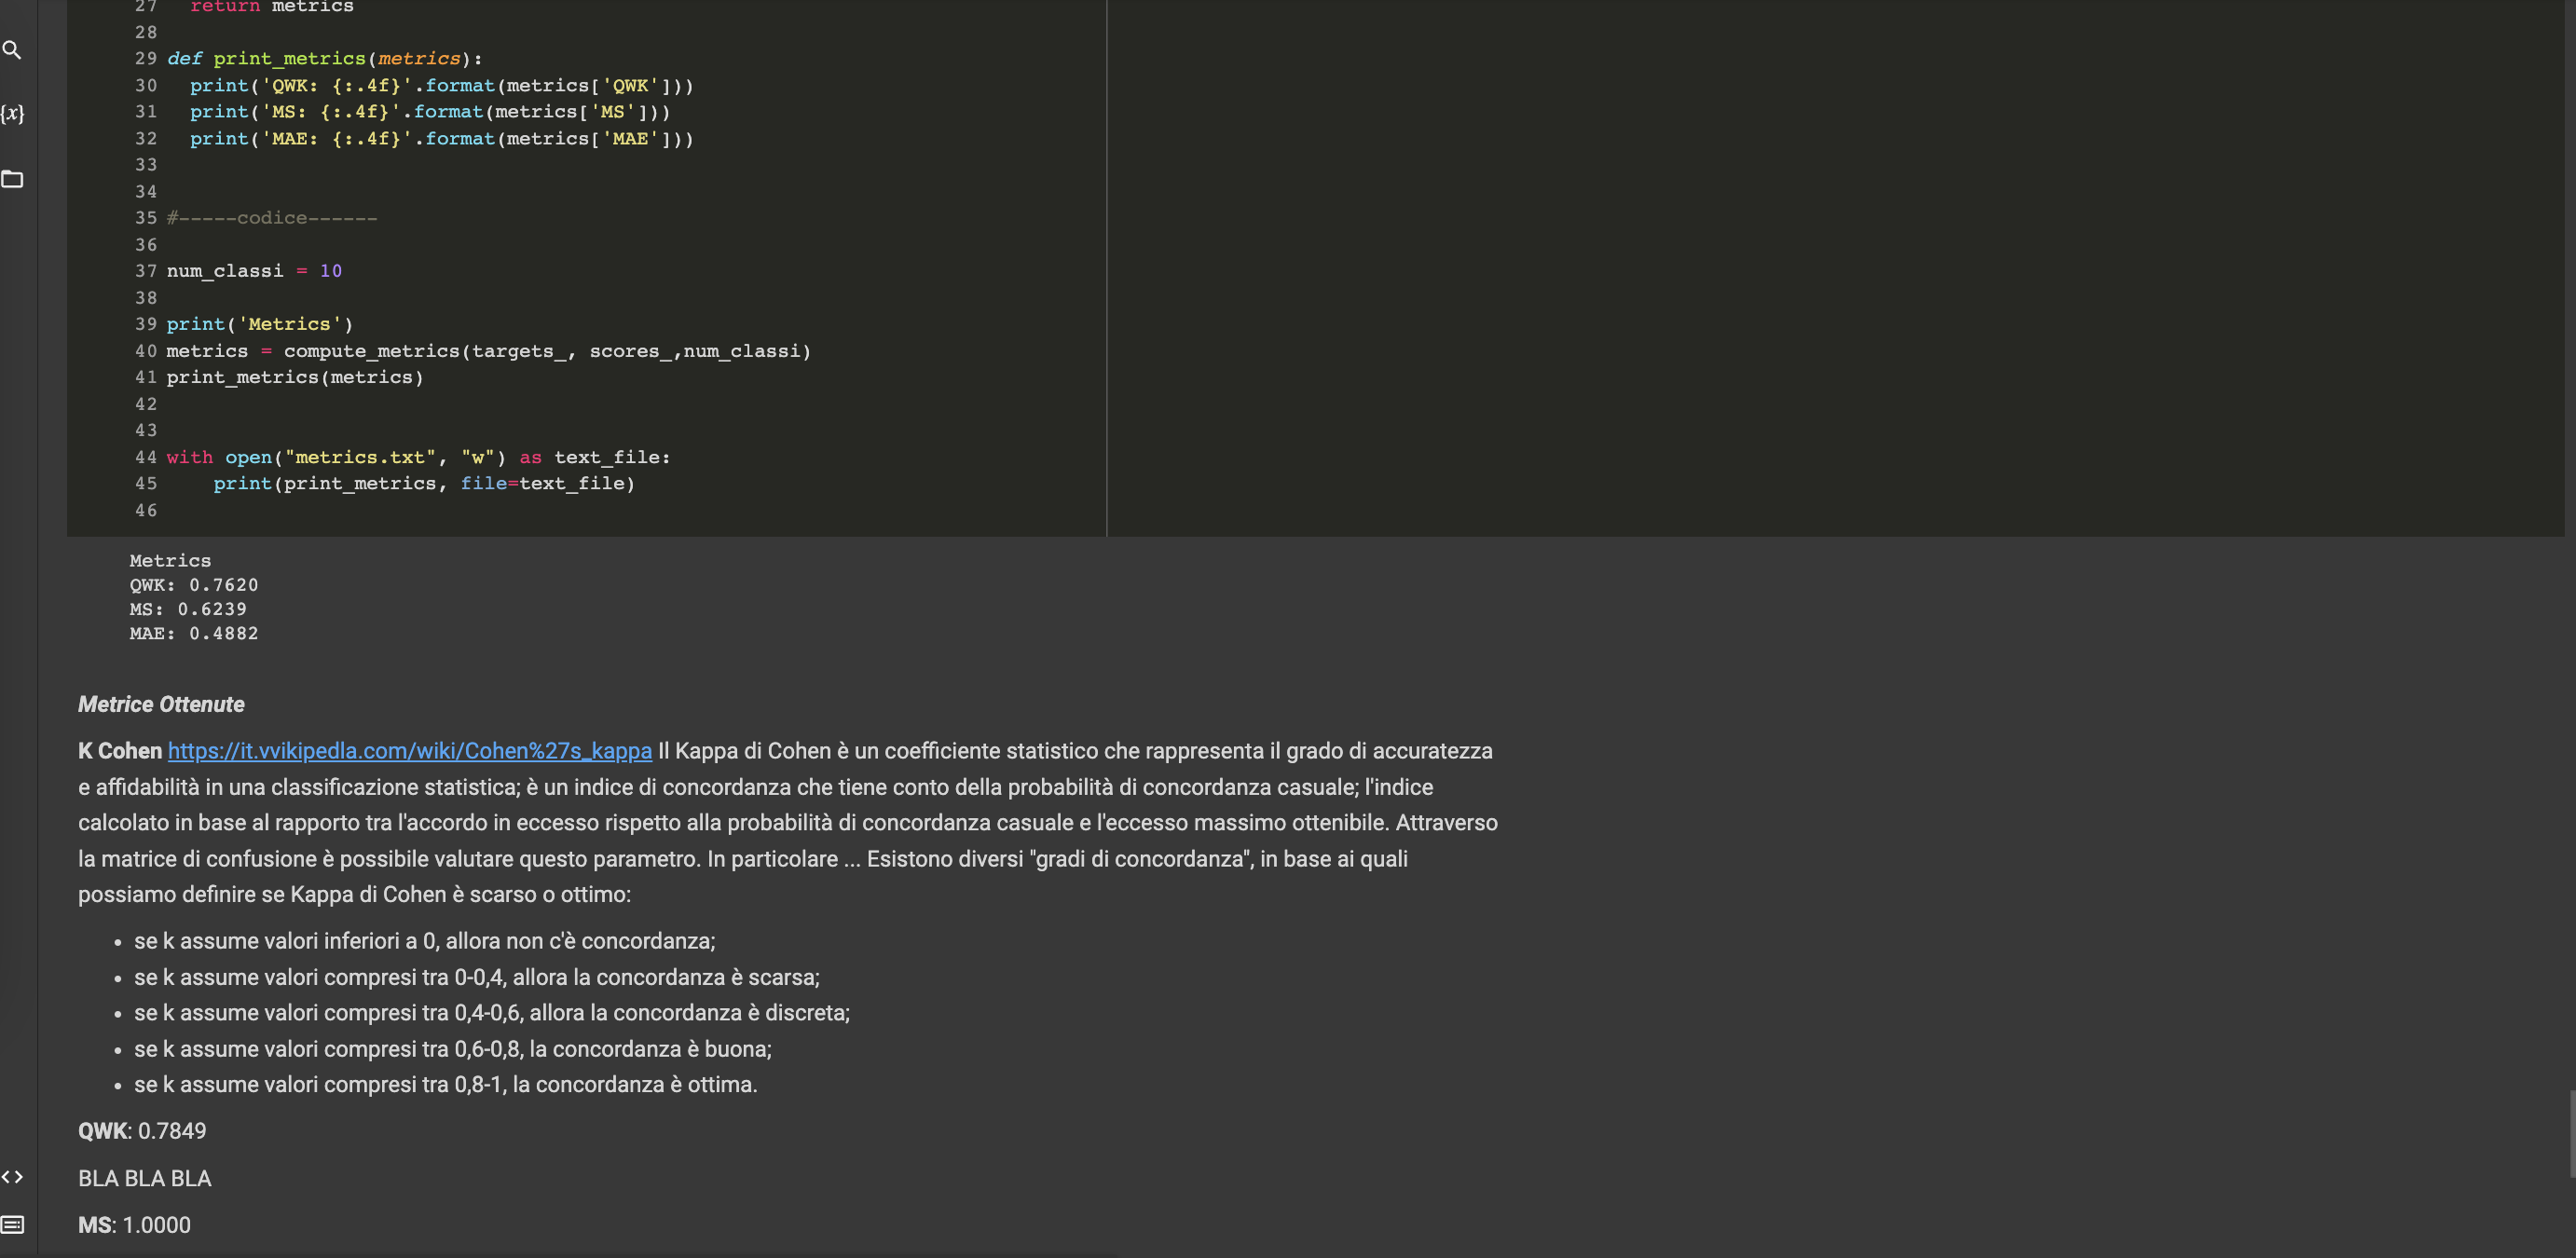 27   return metrics
28
29 def print_metrics(metrics):
30   print('QWK: {:.4f}'.format(metrics['QWK']))
31   print('MS: {:.4f}'.format(metrics['MS']))
32   print('MAE: {:.4f}'.format(metrics['MAE']))
33
34
35 #-----codice------
36
37 num_classi = 10
38
39 print('Metrics')
40 metrics = compute_metrics(targets_, scores_,num_classi)
41 print_metrics(metrics)
42
43
44 with open("metrics.txt", "w") as text_file:
45     print(print_metrics, file=text_file)
46
Metrics
QWK: 0.7620
MS: 0.6239
MAE: 0.4882
Metrice Ottenute
K Cohen https://it.vvikipedla.com/wiki/Cohen%27s_kappa Il Kappa di Cohen è un coefficiente statistico che rappresenta il grado di accuratezza
e affidabilità in una classificazione statistica; è un indice di concordanza che tiene conto della probabilità di concordanza casuale; l'indice
calcolato in base al rapporto tra l'accordo in eccesso rispetto alla probabilità di concordanza casuale e l'eccesso massimo ottenibile. Attraverso
la matrice di confusione è possibile valutare questo parametro. In particolare ... Esistono diversi "gradi di concordanza", in base ai quali
possiamo definire se Kappa di Cohen è scarso o ottimo:
• se k assume valori inferiori a 0, allora non c'è concordanza;
• se k assume valori compresi tra 0-0,4, allora la concordanza è scarsa;
• se k assume valori compresi tra 0,4-0,6, allora la concordanza è discreta;
• se k assume valori compresi tra 0,6-0,8, la concordanza è buona;
• se k assume valori compresi tra 0,8-1, la concordanza è ottima.
QWK: 0.7849
BLA BLA BLA
MS: 1.0000